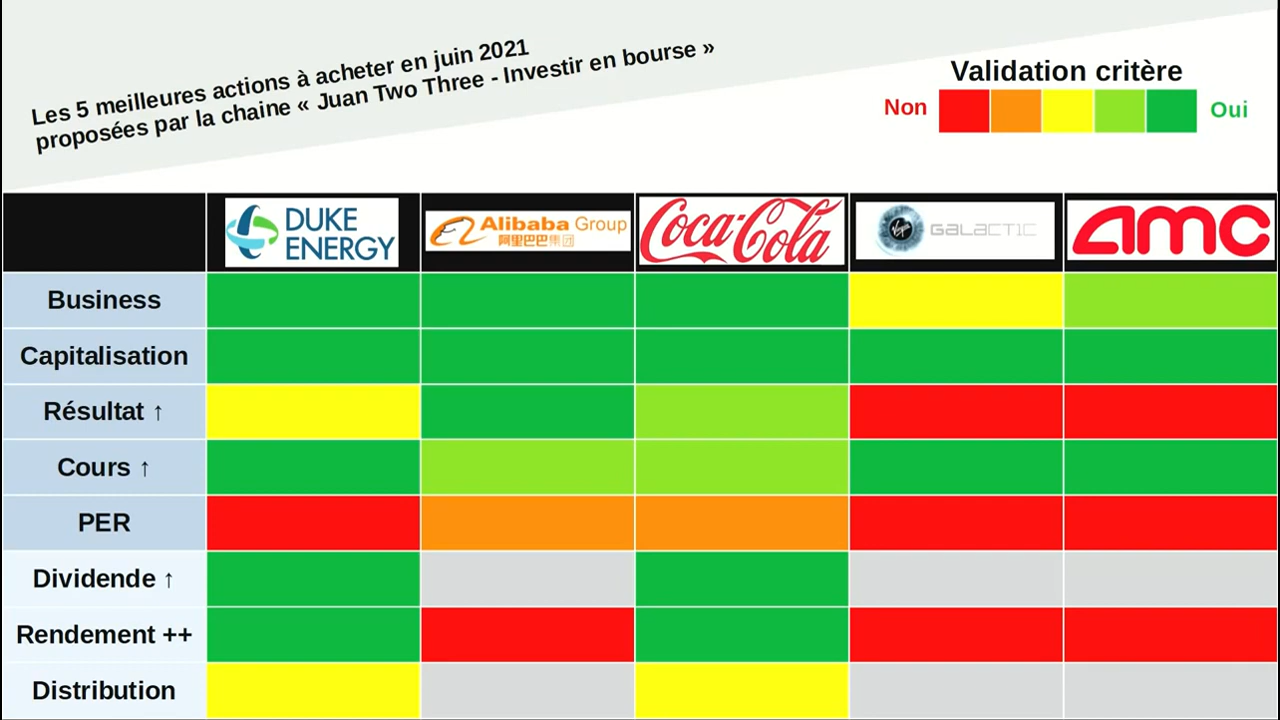 Les 5 meilleures actions à acheter en juin 2021
proposées par la chaine « Juan Two Three - Investir en bourse »
Validation critère
Non
Oui
DUKE
ENERGY
Alibaba Group
阿里巴巴集团
Coca-Cola
Virgin
GALACTIC
amc
Business
Capitalisation
Résultat ↑
Cours ↑
PER
Dividende ↑
Rendement ++
Distribution